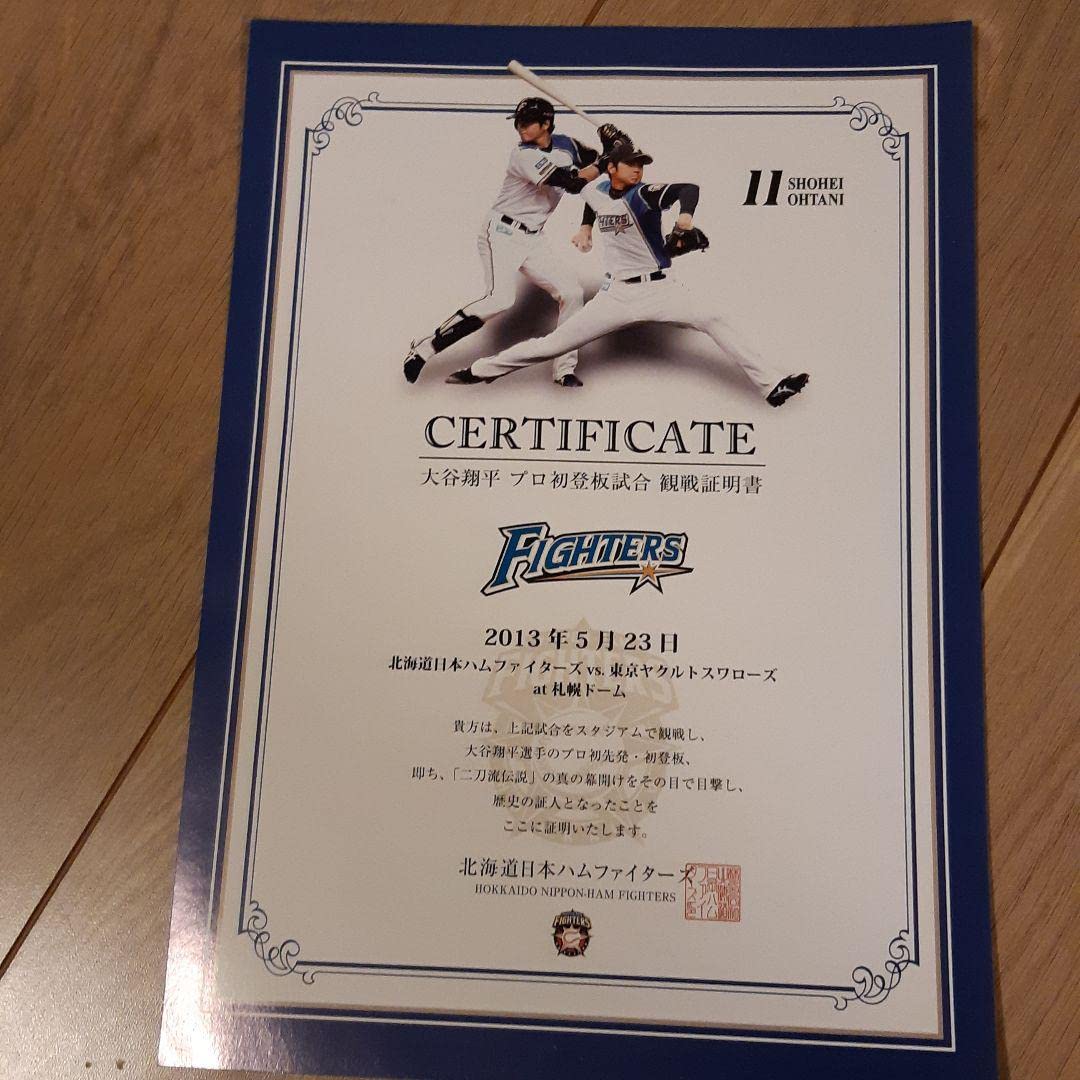 11 SHOHEI
OHTANI
FIGHTERS
CERTIFICATE
大谷翔平 プロ初登板試合 観戦証明書
FIGHTERS
2013年5月23日
北海道日本ハムファイターズ vs. 東京ヤクルトスワローズ
at 札幌ドーム
貴方は、上記試合をスタジアムで観戦し、
大谷翔平選手のプロ初先発・初登板、
即ち、「二刀流伝説」の真の幕開けをその目で目撃し、
歴史の証人となったことを
ここに証明いたします。
北海道日本ハムファイターズ
HOKKAIDO NIPPON-HAM FIGHTERS
FIGHTERS